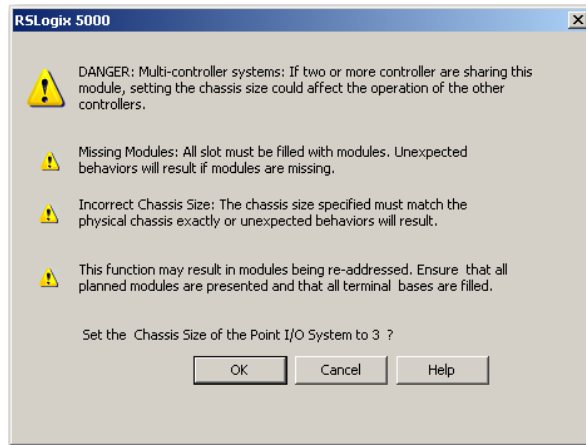 RSLogix 5000
DANGER: Multi-controller systems: If two or more controller are sharing this
module, setting the chassis size could affect the operation of the other
controllers.
Missing Modules: All slot must be filled with modules. Unexpected
behaviors will result if modules are missing.
Incorrect Chassis Size: The chassis size specified must match the
physical chassis exactly or unexpected behaviors will result.
This function may result in modules being re-addressed. Ensure that all
planned modules are presented and that all terminal bases are filled.
Set the Chassis Size of the Point I/O System to 3 ?
OK Cancel Help